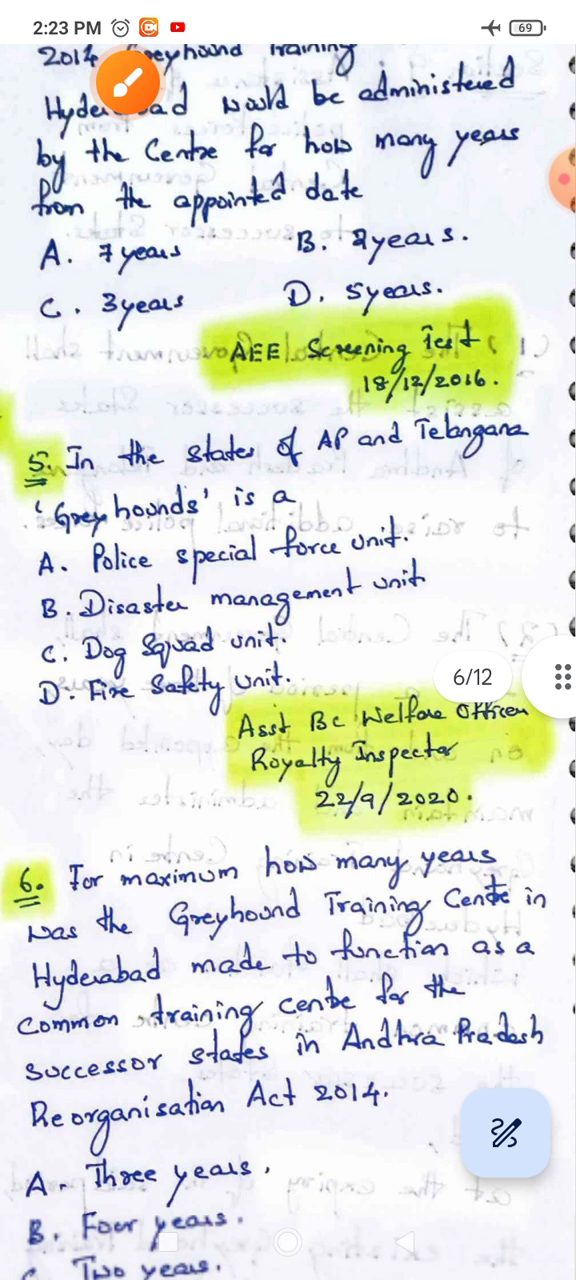 2:23 PM
69
2014 Greyhound Training
Hyderabad would be administered
by the Centre for how many years
from the appointed date
A. 7 years B. 2 years.
C. 3 years D. 5 years.
AEE Screening Test
18/12/2016.
5. In the states of AP and Telangana
'Greyhounds' is a
A. Police special force unit.
B. Disaster management unit
C. Dog Squad unit.
D. Fire Safety Unit.
6/12
Asst BC Welfare Officer
Royalty Inspector
22/9/2020.
6. For maximum how many years
was the Greyhound Training Centre in
Hyderabad made to function as a
common training centre for the
successor states in Andhra Pradesh
Reorganisation Act 2014.
A. Three years.
B. Four years.
C. Two years.